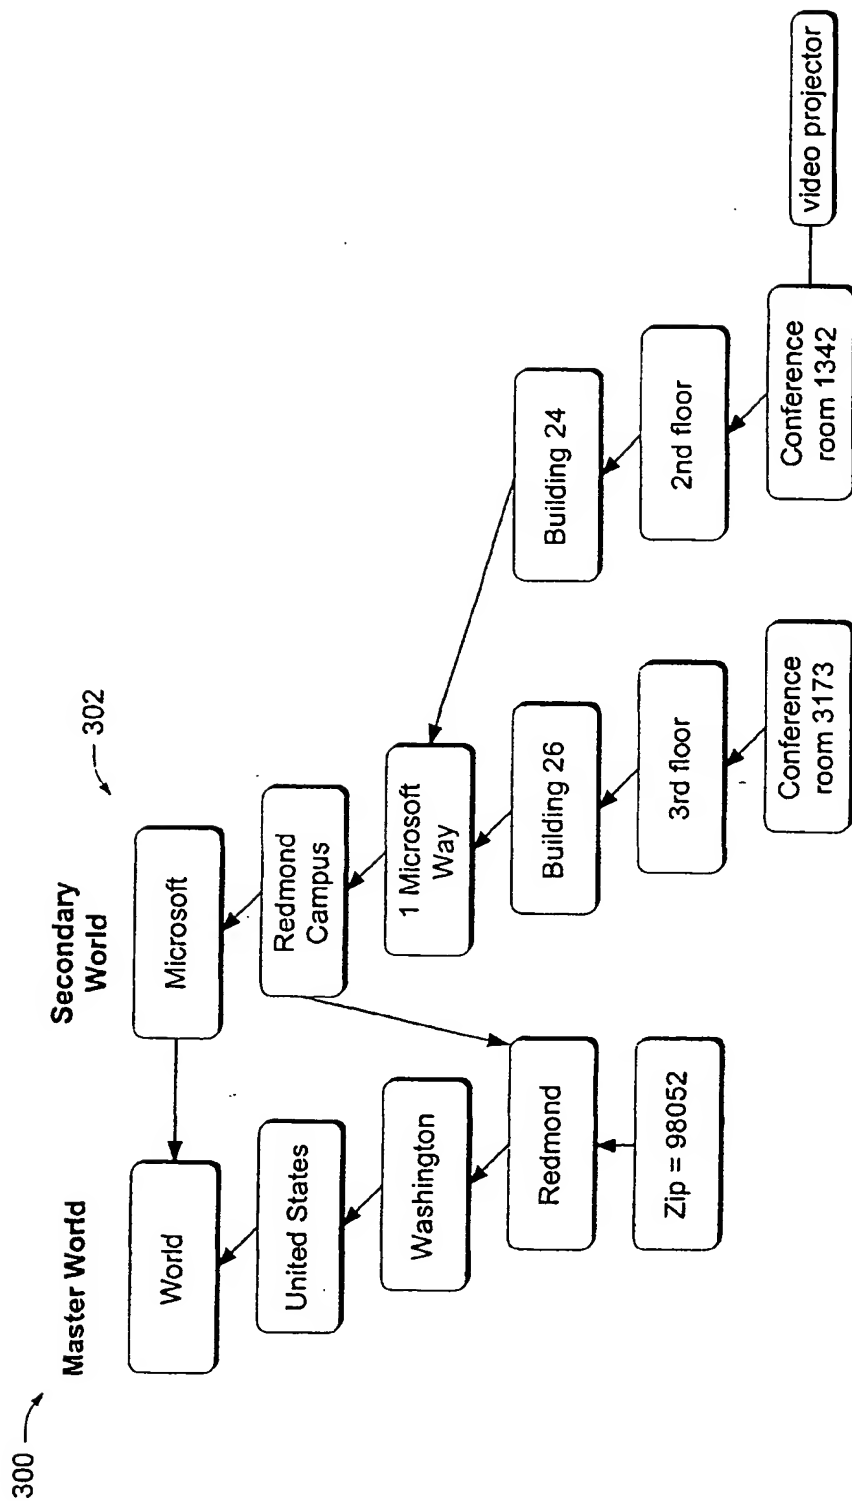 300
Master World
Secondary
World
302
World
Microsoft
United States
Redmond
Campus
Washington
1 Microsoft
Way
Redmond
Building 26
Building 24
Zip = 98052
3rd floor
2nd floor
Conference
room 3173
Conference
room 1342
video projector